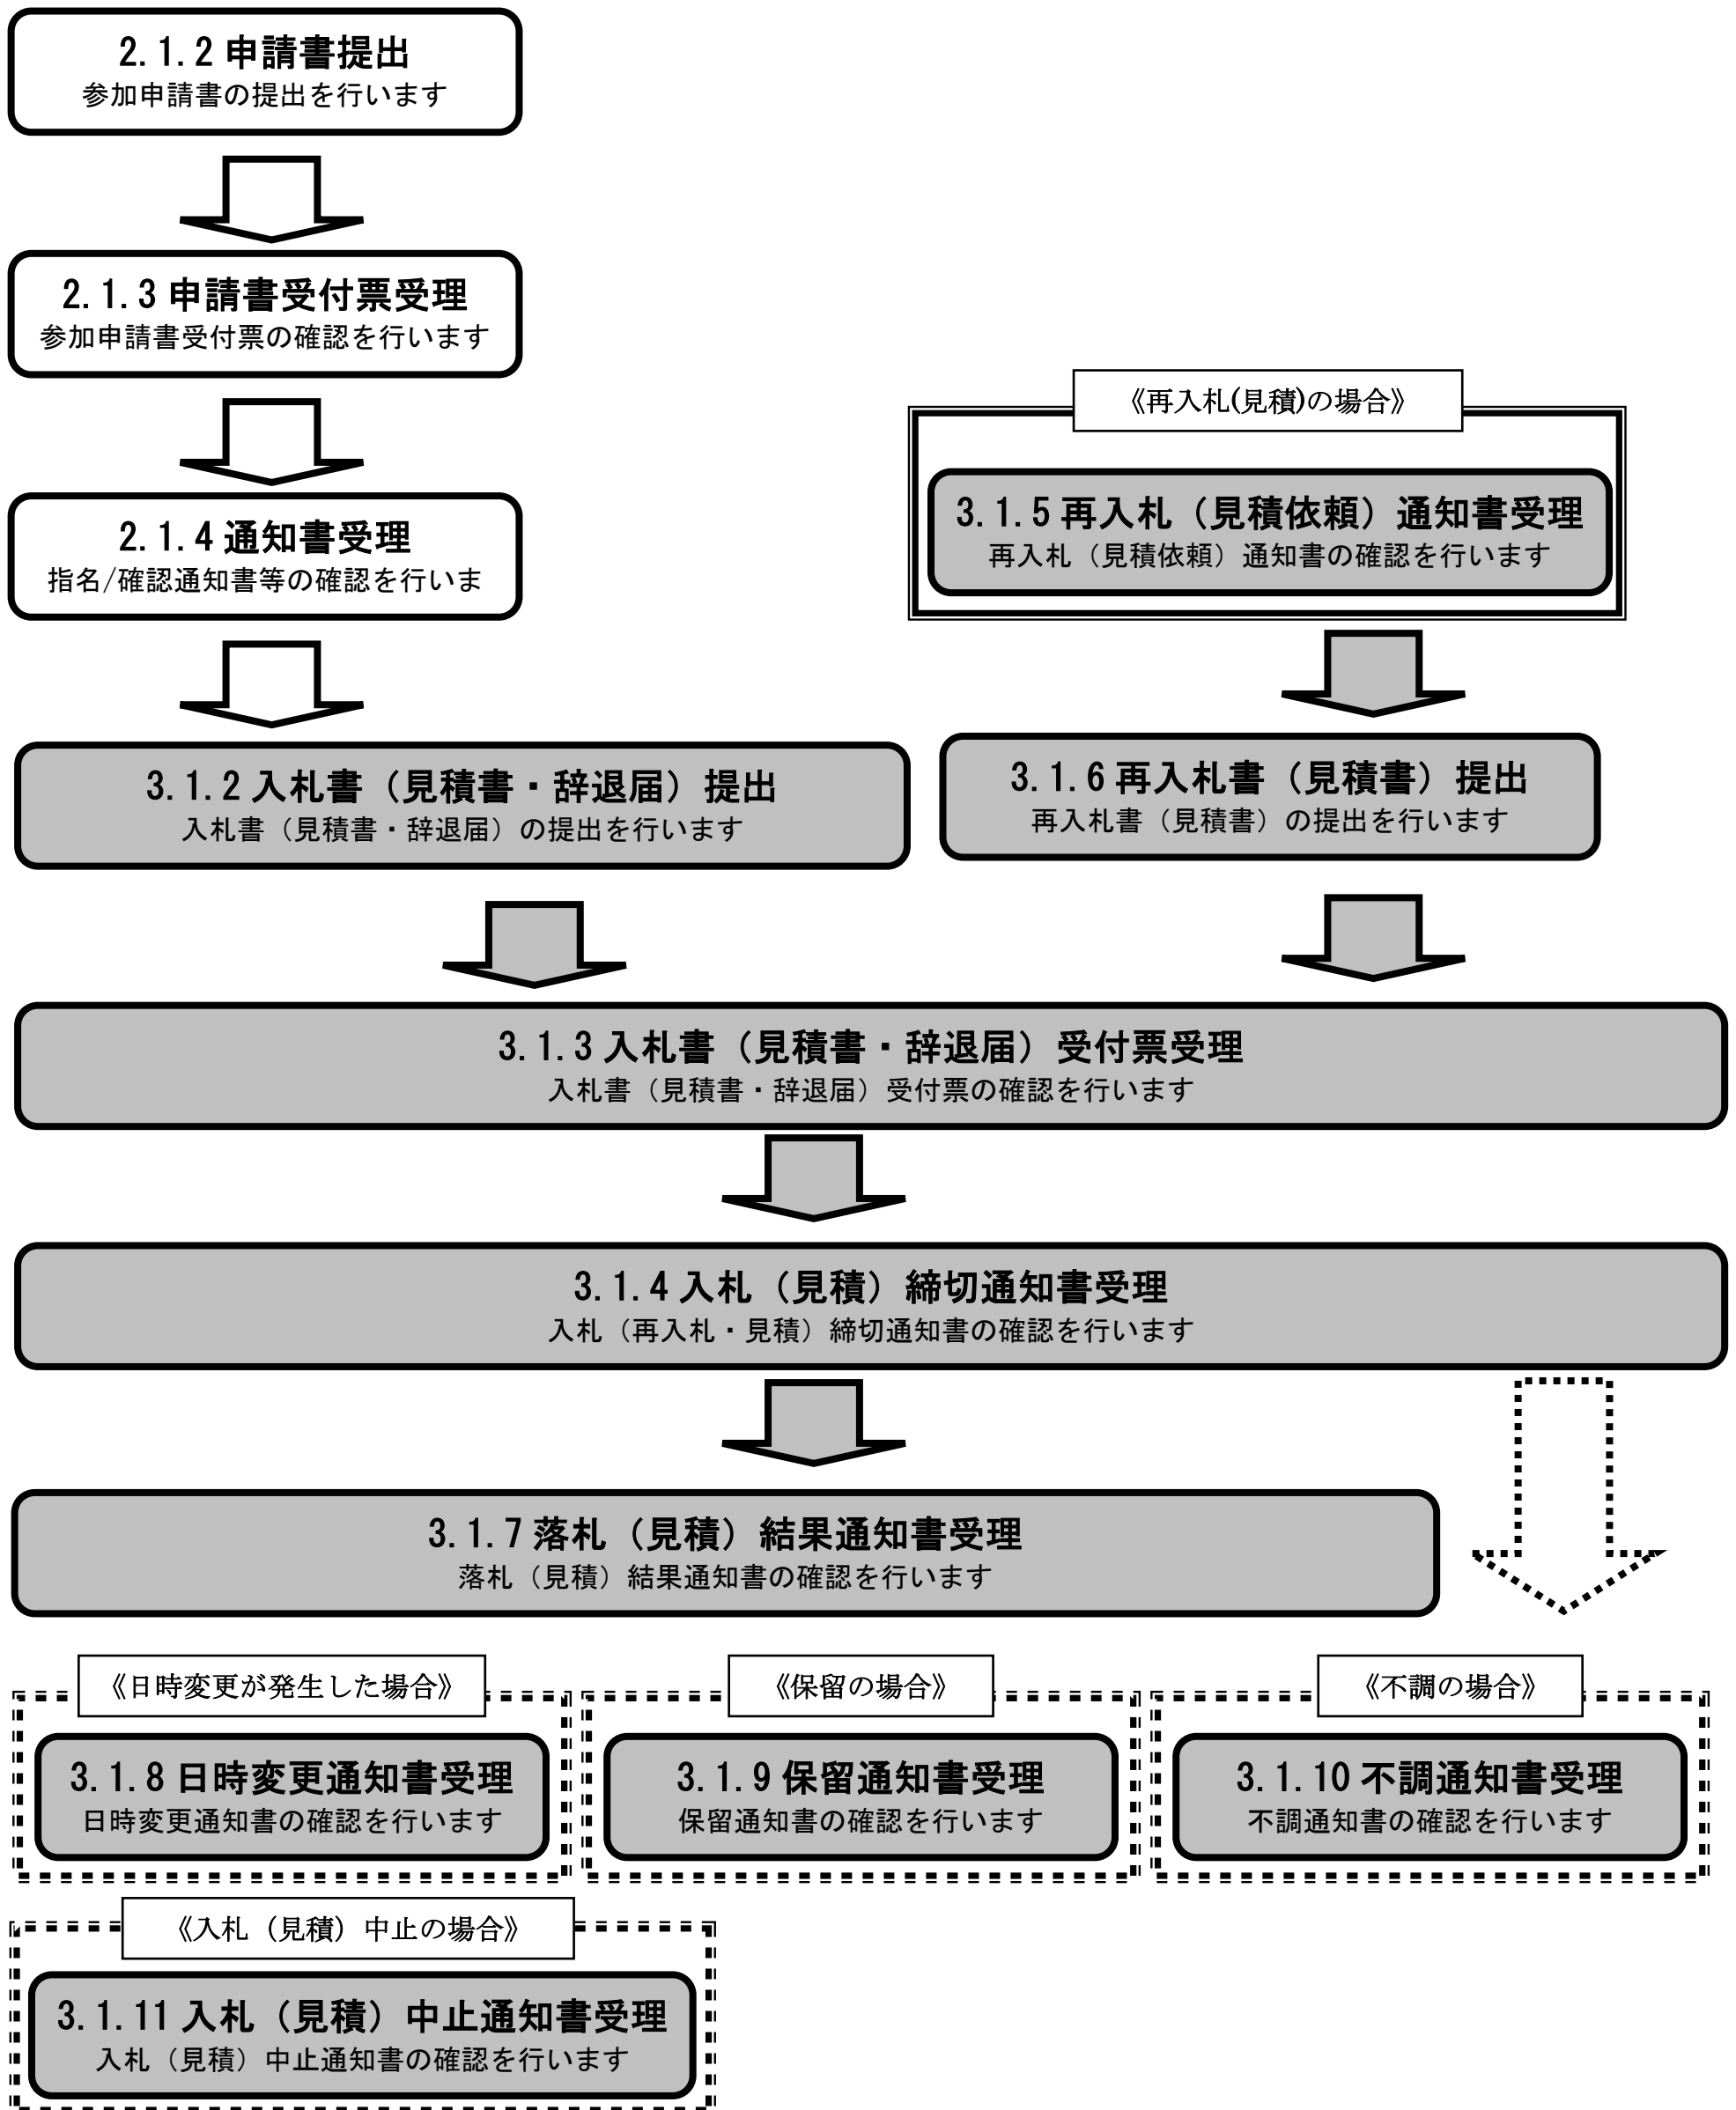 2.1.2 申請書提出
参加申請書の提出を行います
2.1.3 申請書受付票受理
参加申請書受付票の確認を行います
2.1.4 通知書受理
指名/確認通知書等の確認を行いま
《再入札(見積)の場合》
3.1.5 再入札（見積依頼）通知書受理
再入札（見積依頼）通知書の確認を行います
3.1.2 入札書（見積書・辞退届）提出
入札書（見積書・辞退届）の提出を行います
3.1.6 再入札書（見積書）提出
再入札書（見積書）の提出を行います
3.1.3 入札書（見積書・辞退届）受付票受理
入札書（見積書・辞退届）受付票の確認を行います
3.1.4 入札（見積）締切通知書受理
入札（再入札・見積）締切通知書の確認を行います
3.1.7 落札（見積）結果通知書受理
落札（見積）結果通知書の確認を行います
《日時変更が発生した場合》
3.1.8 日時変更通知書受理
日時変更通知書の確認を行います
《保留の場合》
3.1.9 保留通知書受理
保留通知書の確認を行います
《不調の場合》
3.1.10 不調通知書受理
不調通知書の確認を行います
《入札（見積）中止の場合》
3.1.11 入札（見積）中止通知書受理
入札（見積）中止通知書の確認を行います